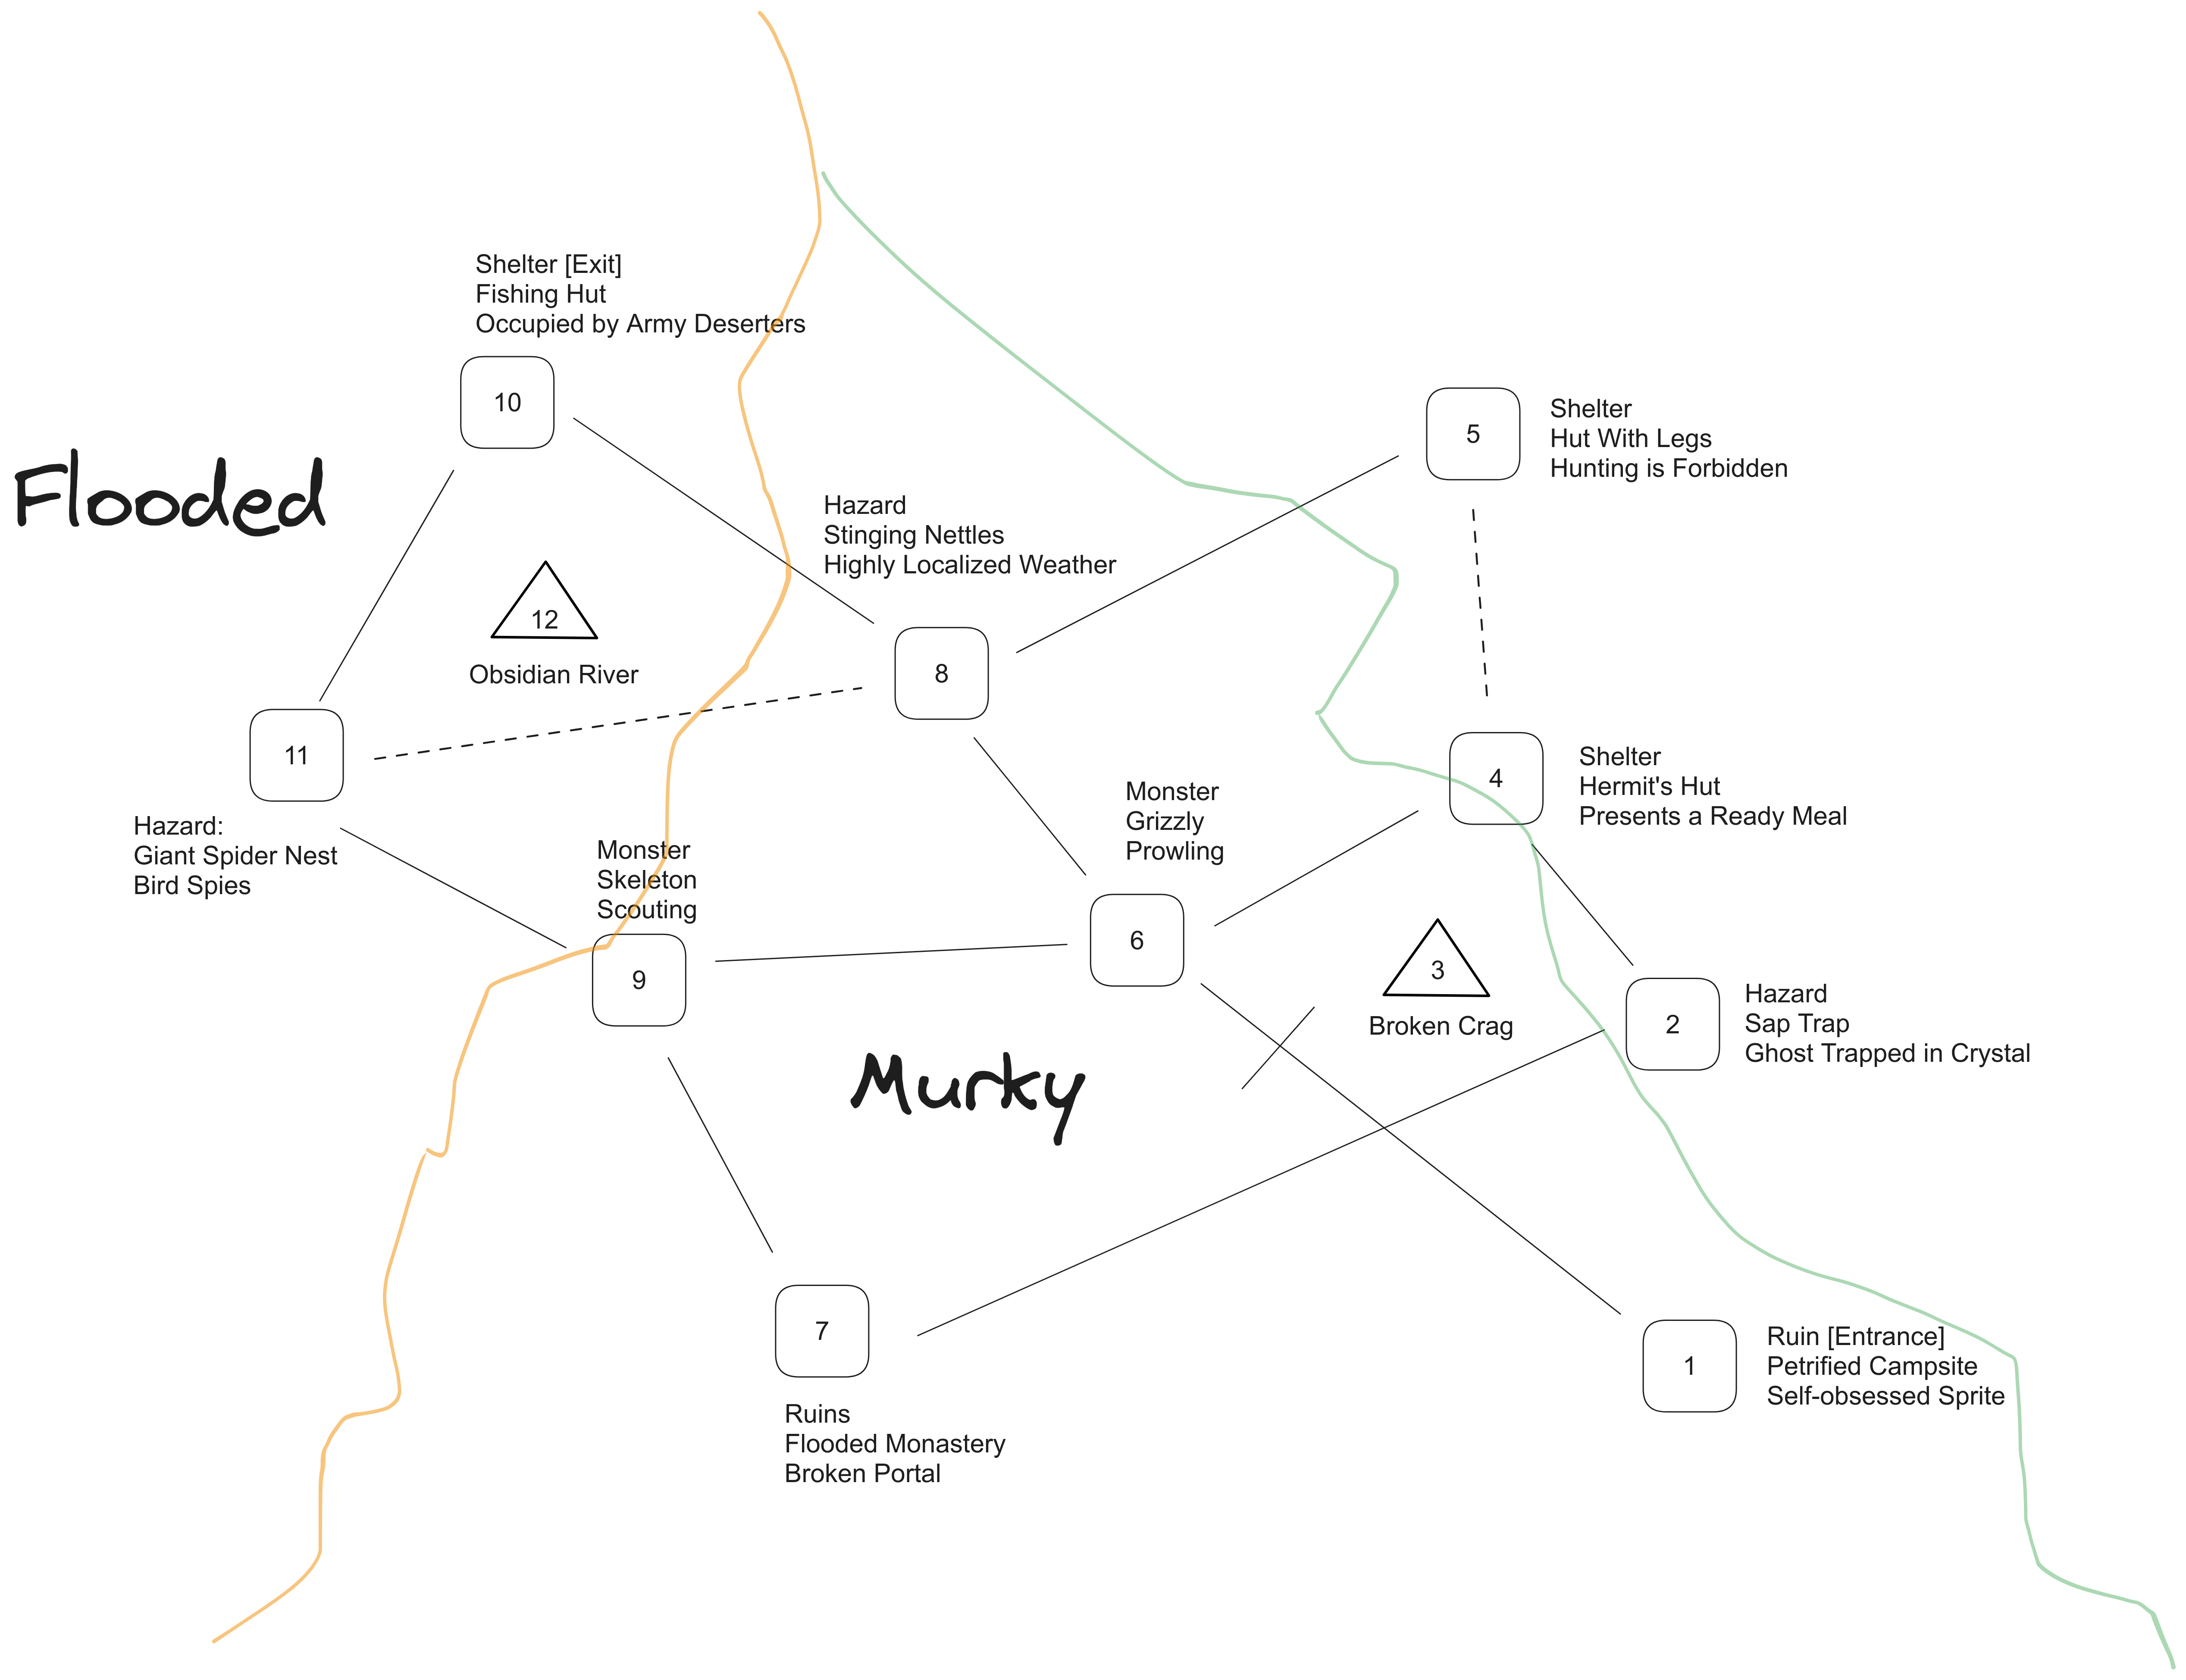 Shelter [Exit]
Fishing Hut
Occupied by Army Deserters
10
5
Shelter
Hut With Legs
Hunting is Forbidden
Flooded
Hazard
Stinging Nettles
Highly Localized Weather
12
Obsidian River
8
11
4
Shelter
Hermit's Hut
Presents a Ready Meal
Hazard:
Giant Spider Nest
Bird Spies
Monster
Skeleton
Scouting
Monster
Grizzly
Prowling
9
6
3
Broken Crag
2
Hazard
Sap Trap
Ghost Trapped in Crystal
Murky
7
Ruins
Flooded Monastery
Broken Portal
1
Ruin [Entrance]
Petrified Campsite
Self-obsessed Sprite